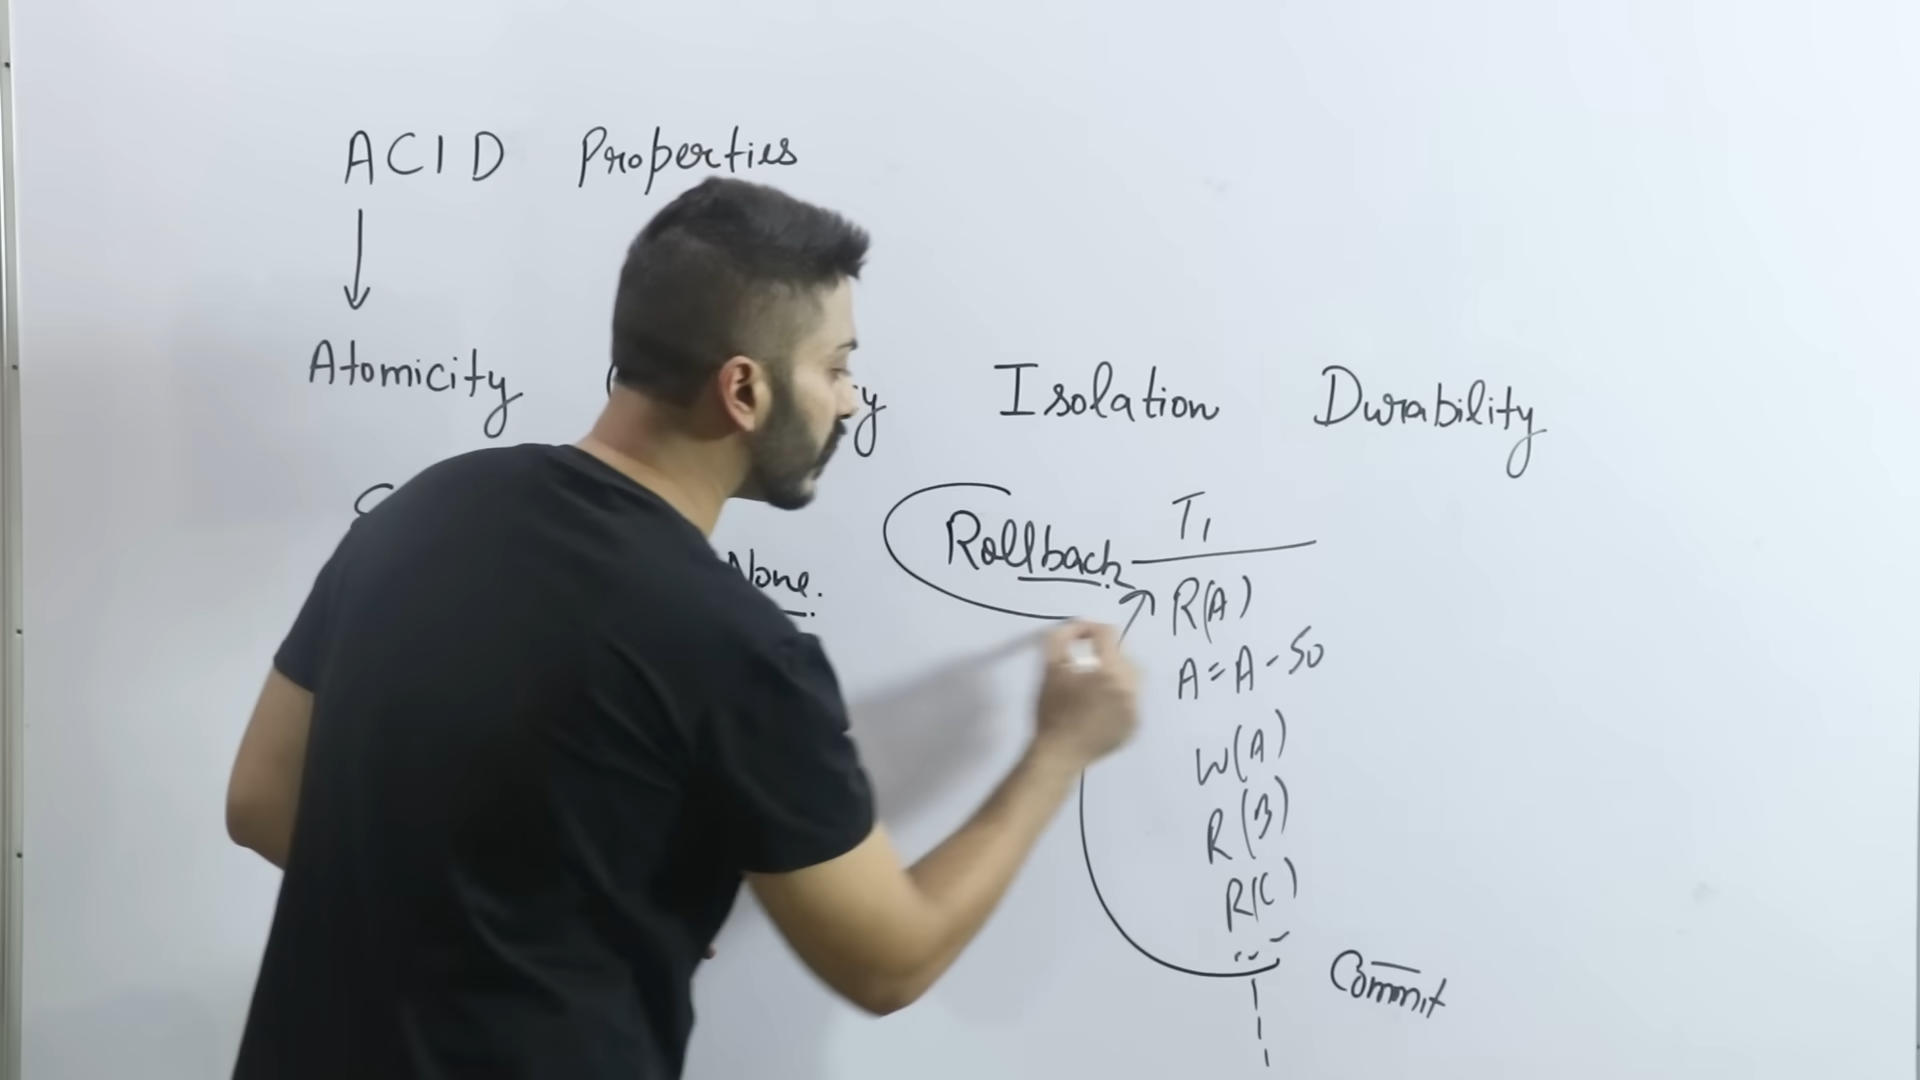 ACID Properties
Atomicity Isolation Durability
None.
Rollback T1
R(A)
A=A-50
W(A)
R(B)
R(C)
Commit